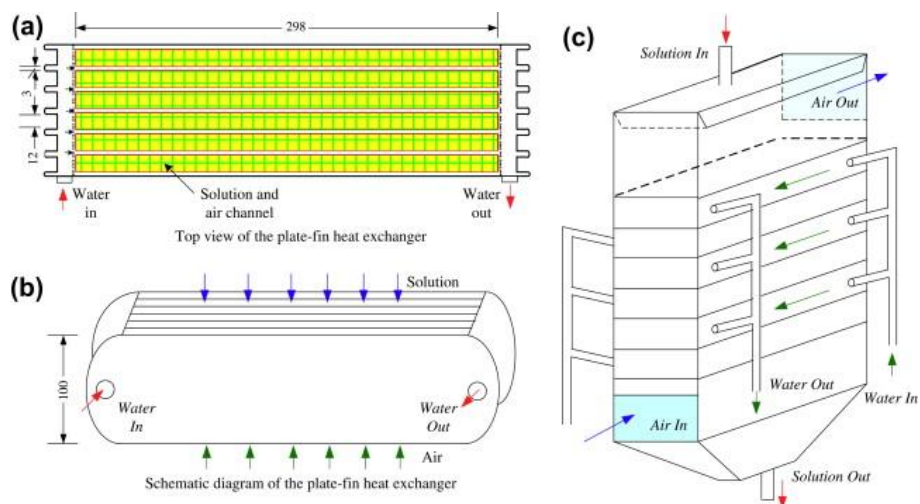 (a)
298
3
12
Water
in
Solution and
air channel
Water
out
Top view of the plate-fin heat exchanger
(b)
Solution
100
Water
In
Water
Out
Air
Schematic diagram of the plate-fin heat exchanger
(c)
Solution In
Air Out
Water Out
Water In
Air In
Solution Out